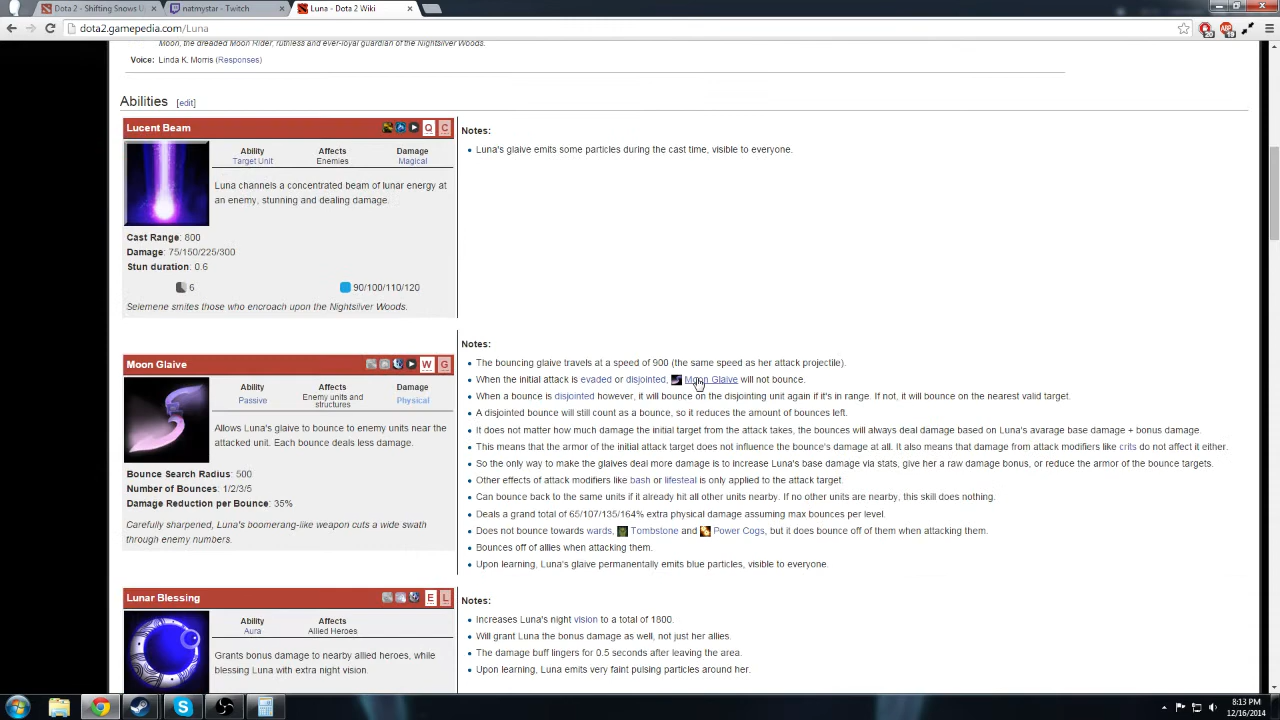 Dota 2 - Shifting Snows U
natmystar - Twitch
Luna - Dota 2 Wiki
dota2.gamepedia.com/Luna
Moon, the dreaded Moon Rider, ruthless and ever-loyal guardian of the Nightsilver Woods.
Voice: Linda K. Morris (Responses)
Abilities [edit]
Lucent Beam Q C
Ability Affects Damage
Target Unit Enemies Magical
Luna channels a concentrated beam of lunar energy at
an enemy, stunning and dealing damage.
Cast Range: 800
Damage: 75/150/225/300
Stun duration: 0.6
6 90/100/110/120
Selemene smites those who encroach upon the Nightsilver Woods.
Notes:
Luna's glaive emits some particles during the cast time, visible to everyone.
Moon Glaive W G
Ability Affects Damage
Passive Enemy units and structures Physical
Allows Luna's glaive to bounce to enemy units near the
attacked unit. Each bounce deals less damage.
Bounce Search Radius: 500
Number of Bounces: 1/2/3/5
Damage Reduction per Bounce: 35%
Carefully sharpened, Luna's boomerang-like weapon cuts a wide swath
through enemy numbers.
Notes:
The bouncing glaive travels at a speed of 900 (the same speed as her attack projectile).
When the initial attack is evaded or disjointed, Moon Glaive will not bounce.
When a bounce is disjointed however, it will bounce on the disjointing unit again if it's in range. If not, it will bounce on the nearest valid target.
A disjointed bounce will still count as a bounce, so it reduces the amount of bounces left.
It does not matter how much damage the initial target from the attack takes, the bounces will always deal damage based on Luna's avarage base damage + bonus damage.
This means that the armor of the initial attack target does not influence the bounce's damage at all. It also means that damage from attack modifiers like crits do not affect it either.
So the only way to make the glaives deal more damage is to increase Luna's base damage via stats, give her a raw damage bonus, or reduce the armor of the bounce targets.
Other effects of attack modifiers like bash or lifesteal is only applied to the attack target.
Can bounce back to the same units if it already hit all other units nearby. If no other units are nearby, this skill does nothing.
Deals a grand total of 65/107/135/164% extra physical damage assuming max bounces per level.
Does not bounce towards wards, Tombstone and Power Cogs, but it does bounce off of them when attacking them.
Bounces off of allies when attacking them.
Upon learning, Luna's glaive permanentally emits blue particles, visible to everyone.
Lunar Blessing E L
Ability Affects
Aura Allied Heroes
Grants bonus damage to nearby allied heroes, while
blessing Luna with extra night vision.
Notes:
Increases Luna's night vision to a total of 1800.
Will grant Luna the bonus damage as well, not just her allies.
The damage buff lingers for 0.5 seconds after leaving the area.
Upon learning, Luna emits very faint pulsing particles around her.
8:13 PM
12/16/2014